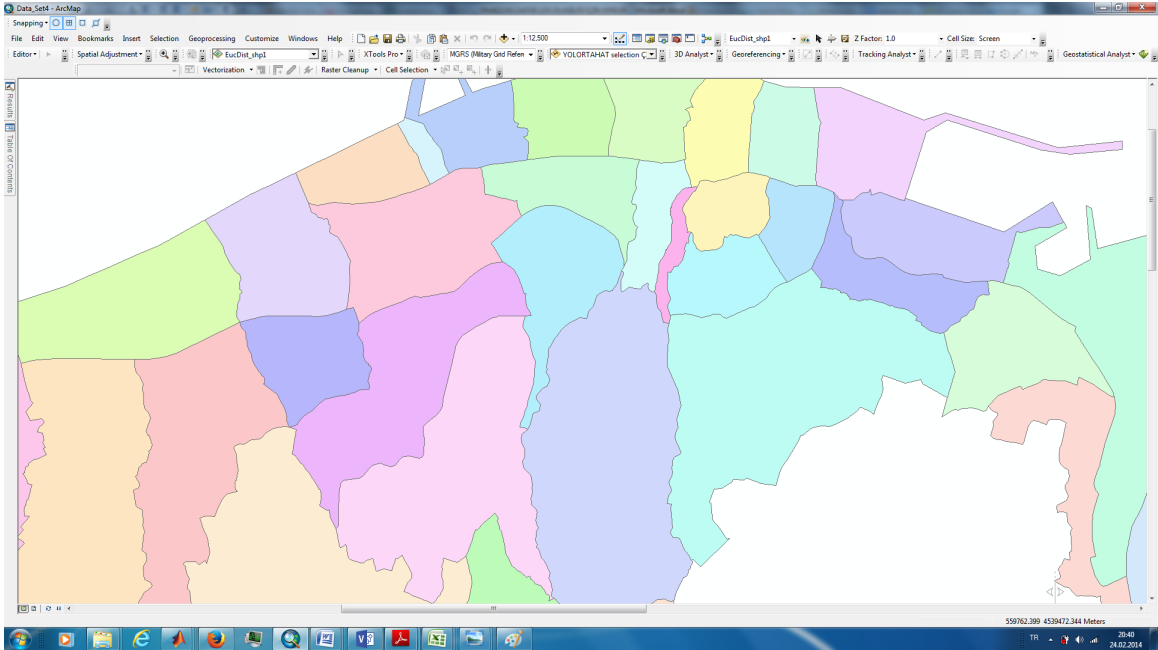 Data_Set4 - ArcMap
Snapping
File Edit View Bookmarks Insert Selection Geoprocessing Customize Windows Help 1:12.500 EucDist_shp1 Z Factor: 1.0 Cell Size: Screen
Editor Spatial Adjustment EucDist_shp1 XTools Pro MGRS (Military Grid Refen YOLORTAHAT selection Ç 3D Analyst Georeferencing Tracking Analyst Geostatistical Analyst
Vectorization Raster Cleanup Cell Selection
Results
Table Of Contents
559762.399 4539472.344 Meters
TR 20:40
24.02.2014